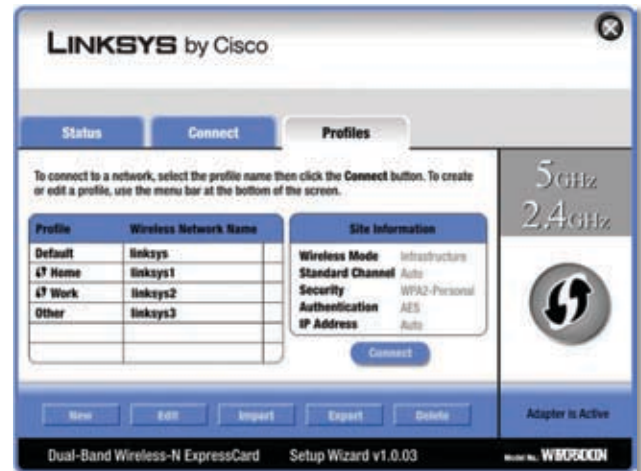 LINKSYS by Cisco
Status Connect Profiles
To connect to a network, select the profile name then click the Connect button. To create
or edit a profile, use the menu bar at the bottom of the screen.
5GHz
2.4GHz
Profile Wireless Network Name
Default linksys
Home linksys1
Work linksys2
Other linksys3
Site Information
Wireless Mode Infrastructure
Standard Channel Auto
Security WPA2-Personal
Authentication AES
IP Address Auto
Connect
New Edit Import Export Delete
Adapter is Active
Dual-Band Wireless-N ExpressCard Setup Wizard v1.0.03 Model No.